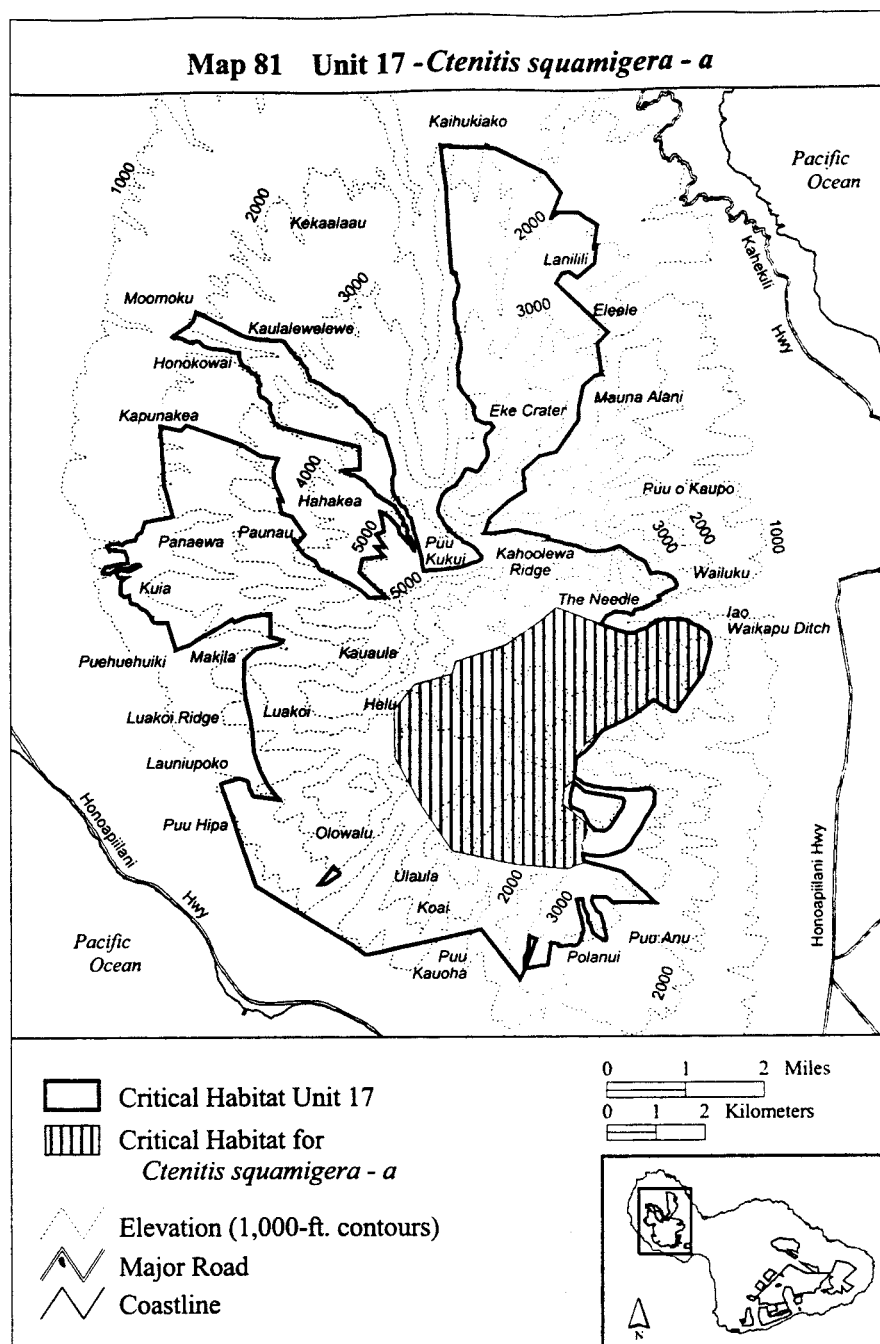 Map 81 Unit 17 - Ctenitis squamigera - a
Kaihukiako
Pacific
Ocean
1000
2000
Kekaalaau
2000
Lanilili
Kahekili
Hwy
3000
3000
Eleele
Moomoku
Kaulalewelewe
Honokowai
Mauna Alani
Eke Crater
Kapunakea
4000
Hahakea
Puu o Kaupo
3000
2000
1000
Panaewa
Paunau
5000
Puu
Kukui
Kahoolewa
Ridge
Wailuku
5000
Kuia
The Needle
Iao
Waikapu Ditch
Puehuehuiki
Makila
Kauaula
Luakoi Ridge
Luakoi
Helu
Launiupoko
Puu Hipa
Olowalu
Honoapiilani
Hwy
Ulaula
2000
Koai
3000
Honoapiilani Hwy
Pacific
Ocean
Puu
Kauoha
Polanui
Puu Anu
2000
Critical Habitat Unit 17
Critical Habitat for
Ctenitis squamigera - a
Elevation (1,000-ft. contours)
Major Road
Coastline
0 1 2 Miles
0 1 2 Kilometers
N